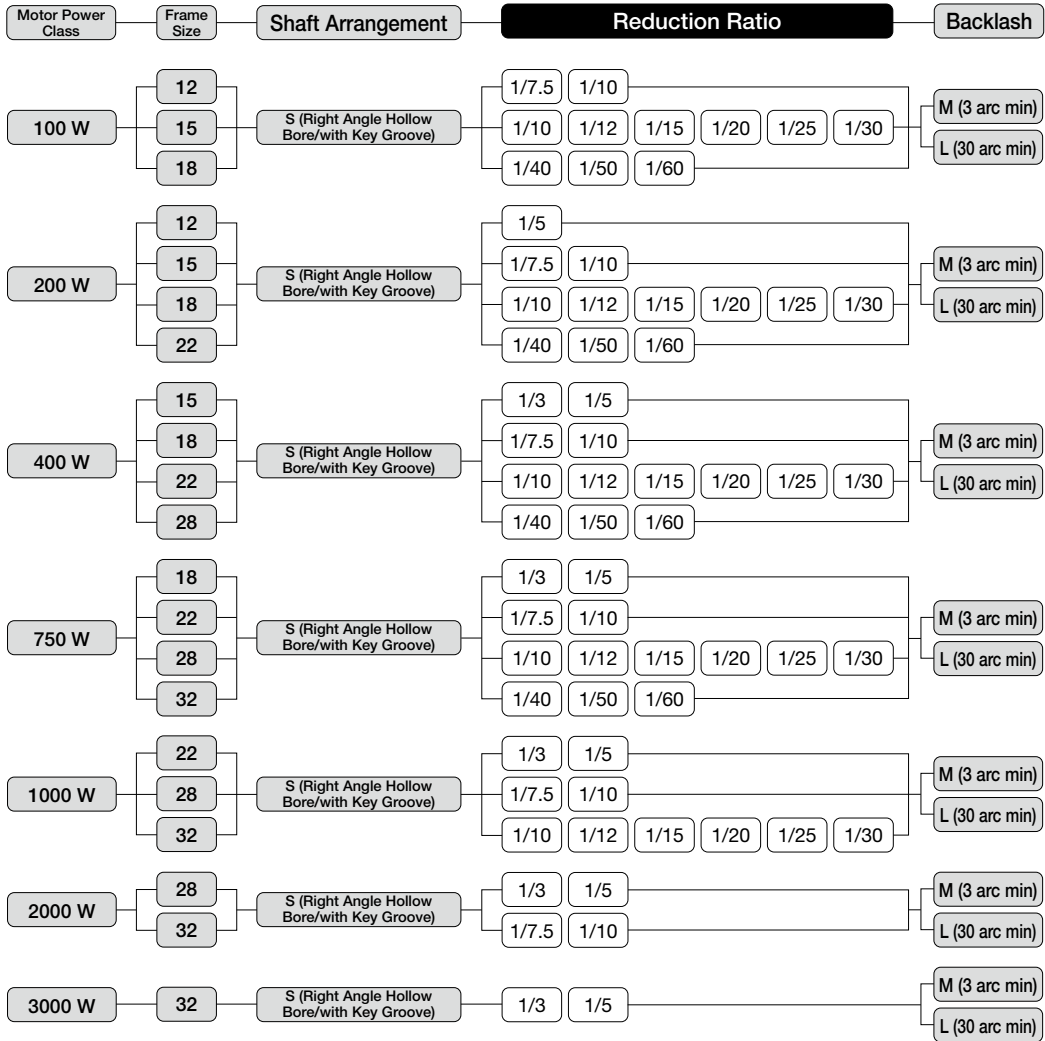 Motor Power Class Frame Size Shaft Arrangement Reduction Ratio Backlash
12 1/7.5 1/10
100 W 15 S (Right Angle Hollow Bore/with Key Groove) 1/10 1/12 1/15 1/20 1/25 1/30 M (3 arc min)
18 1/40 1/50 1/60 L (30 arc min)
12 1/5
15 1/7.5 1/10 M (3 arc min)
200 W S (Right Angle Hollow Bore/with Key Groove)
18 1/10 1/12 1/15 1/20 1/25 1/30 L (30 arc min)
22 1/40 1/50 1/60
15 1/3 1/5
18 1/7.5 1/10 M (3 arc min)
400 W S (Right Angle Hollow Bore/with Key Groove)
22 1/10 1/12 1/15 1/20 1/25 1/30 L (30 arc min)
28 1/40 1/50 1/60
18 1/3 1/5
22 1/7.5 1/10 M (3 arc min)
750 W S (Right Angle Hollow Bore/with Key Groove)
28 1/10 1/12 1/15 1/20 1/25 1/30 L (30 arc min)
32 1/40 1/50 1/60
22 1/3 1/5 M (3 arc min)
1000 W 28 S (Right Angle Hollow Bore/with Key Groove) 1/7.5 1/10 L (30 arc min)
32 1/10 1/12 1/15 1/20 1/25 1/30
28 1/3 1/5 M (3 arc min)
2000 W S (Right Angle Hollow Bore/with Key Groove)
32 1/7.5 1/10 L (30 arc min)
3000 W 32 S (Right Angle Hollow Bore/with Key Groove) 1/3 1/5 M (3 arc min)
L (30 arc min)